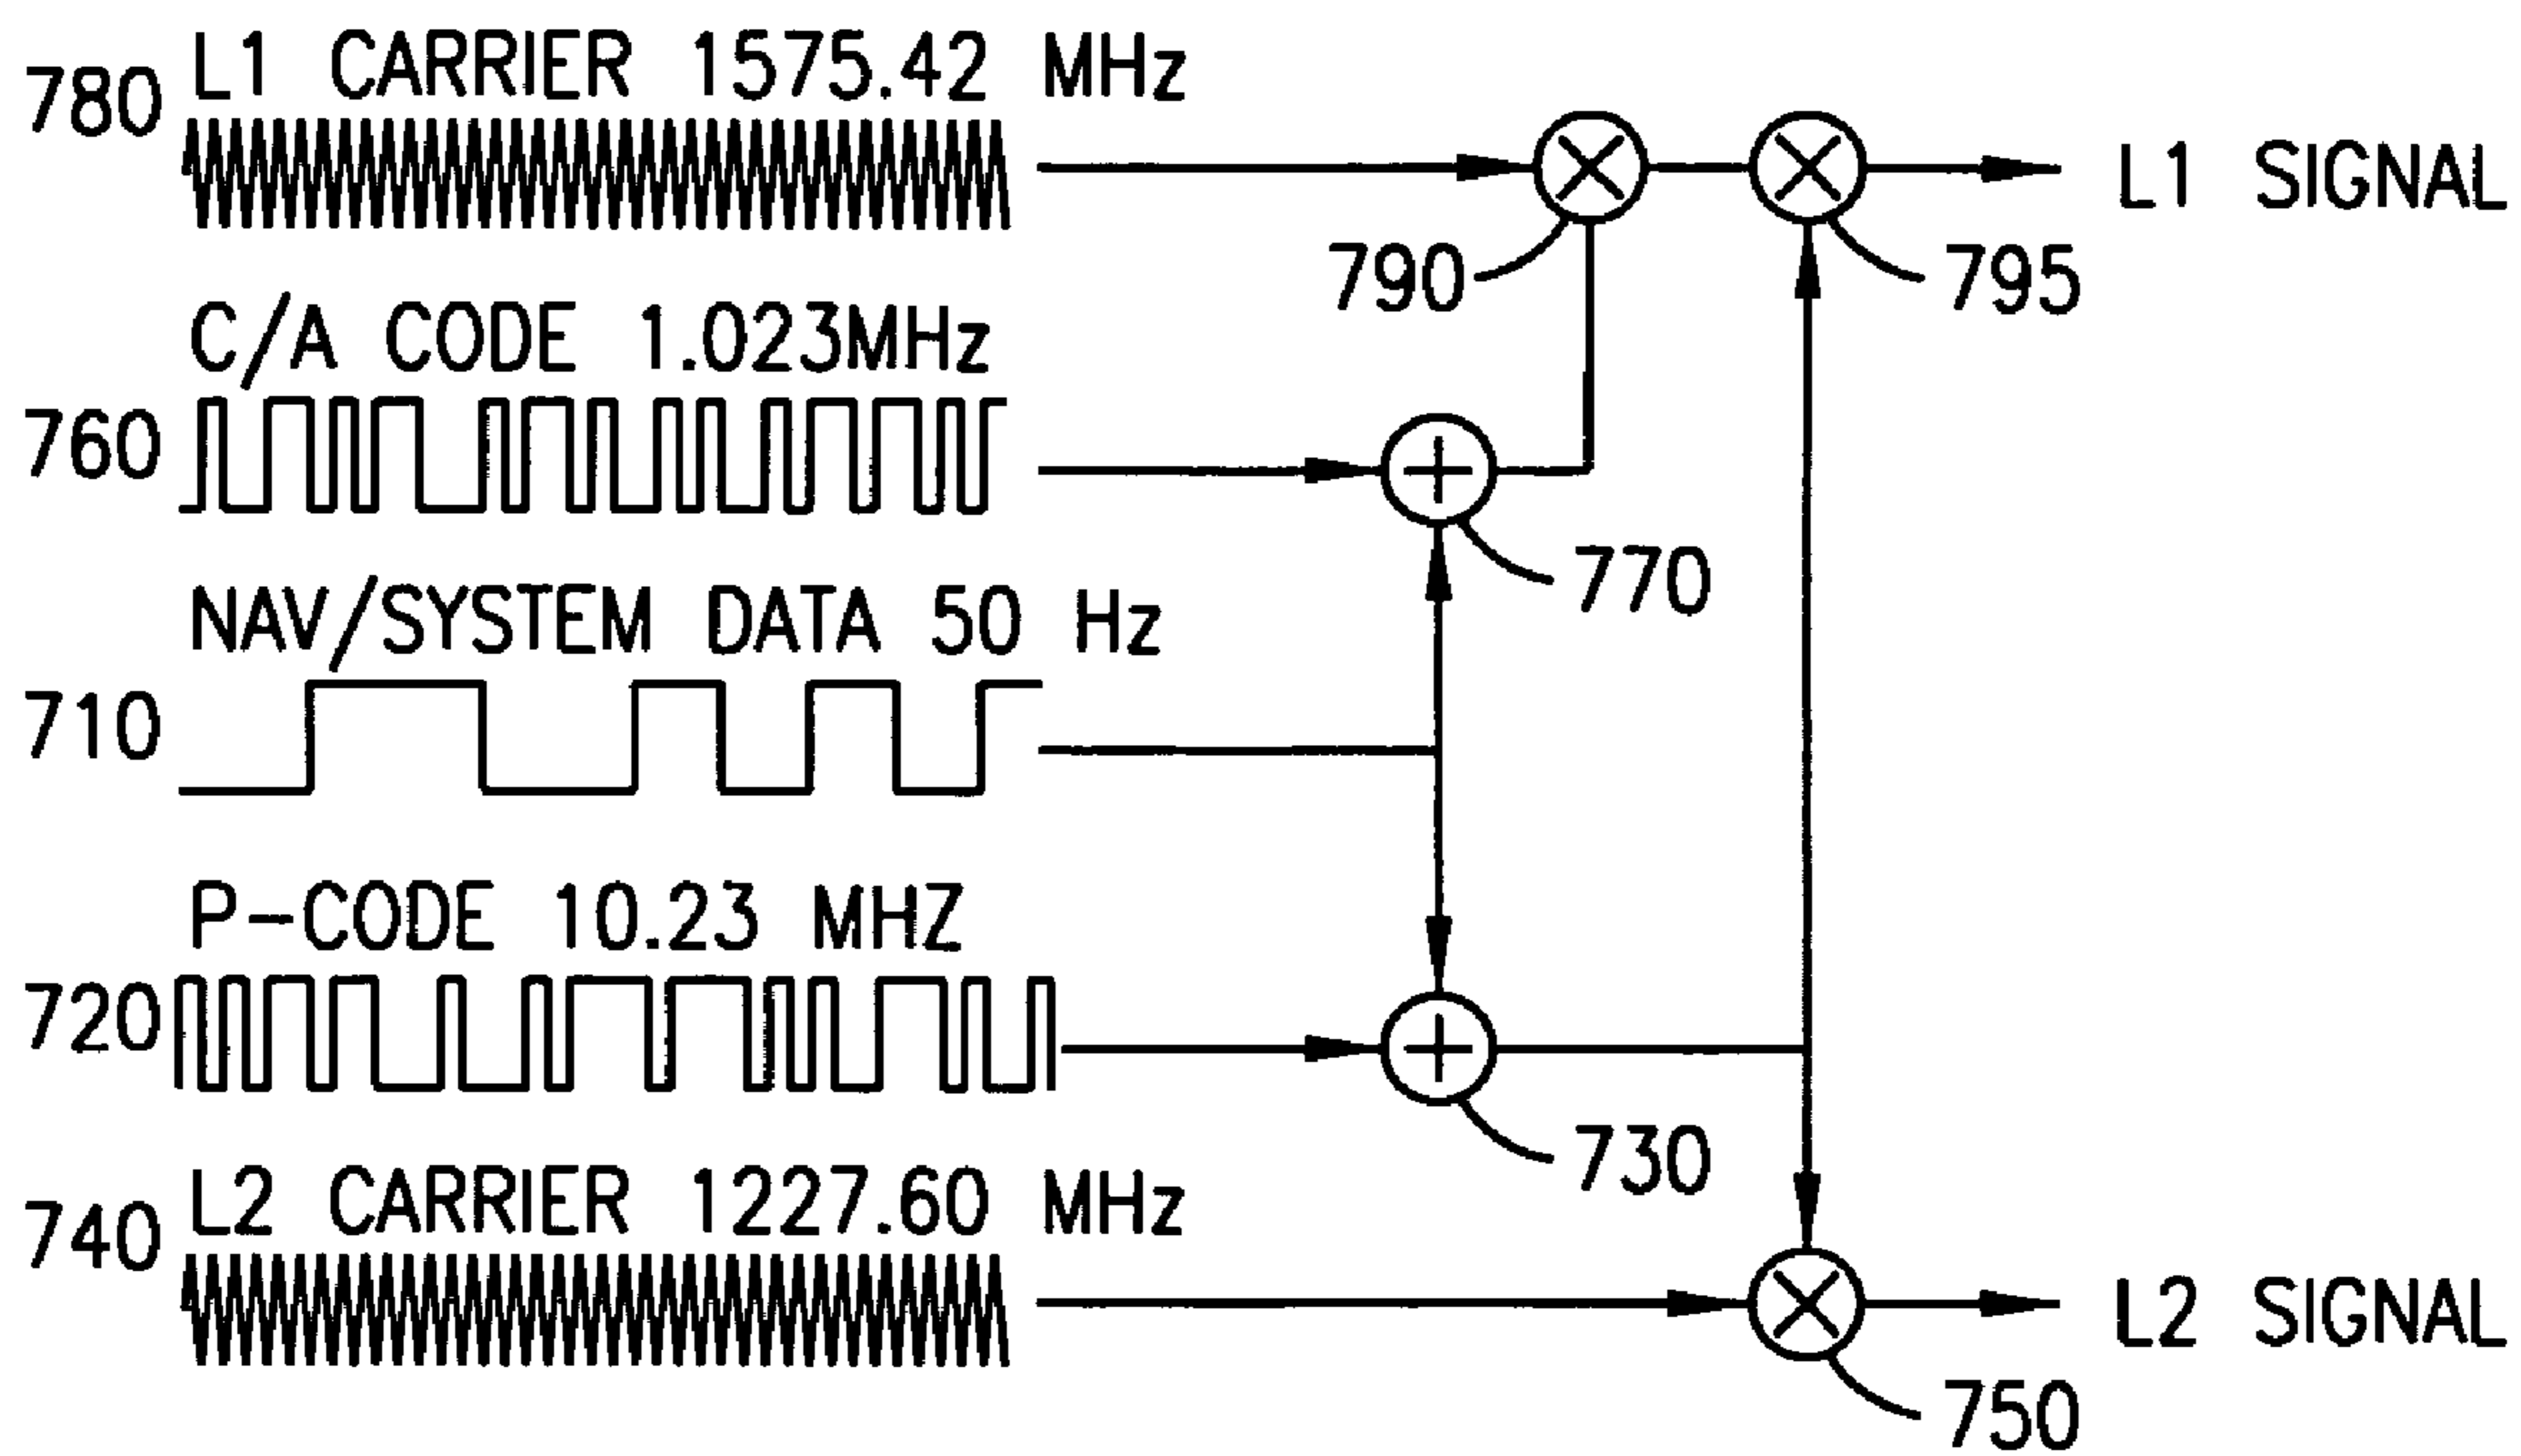 780
L1 CARRIER 1575.42 MHz
L1 SIGNAL
790
795
C/A CODE 1.023MHz
760
770
NAV/SYSTEM DATA 50 Hz
710
P-CODE 10.23 MHZ
720
730
L2 CARRIER 1227.60 MHz
740
L2 SIGNAL
750